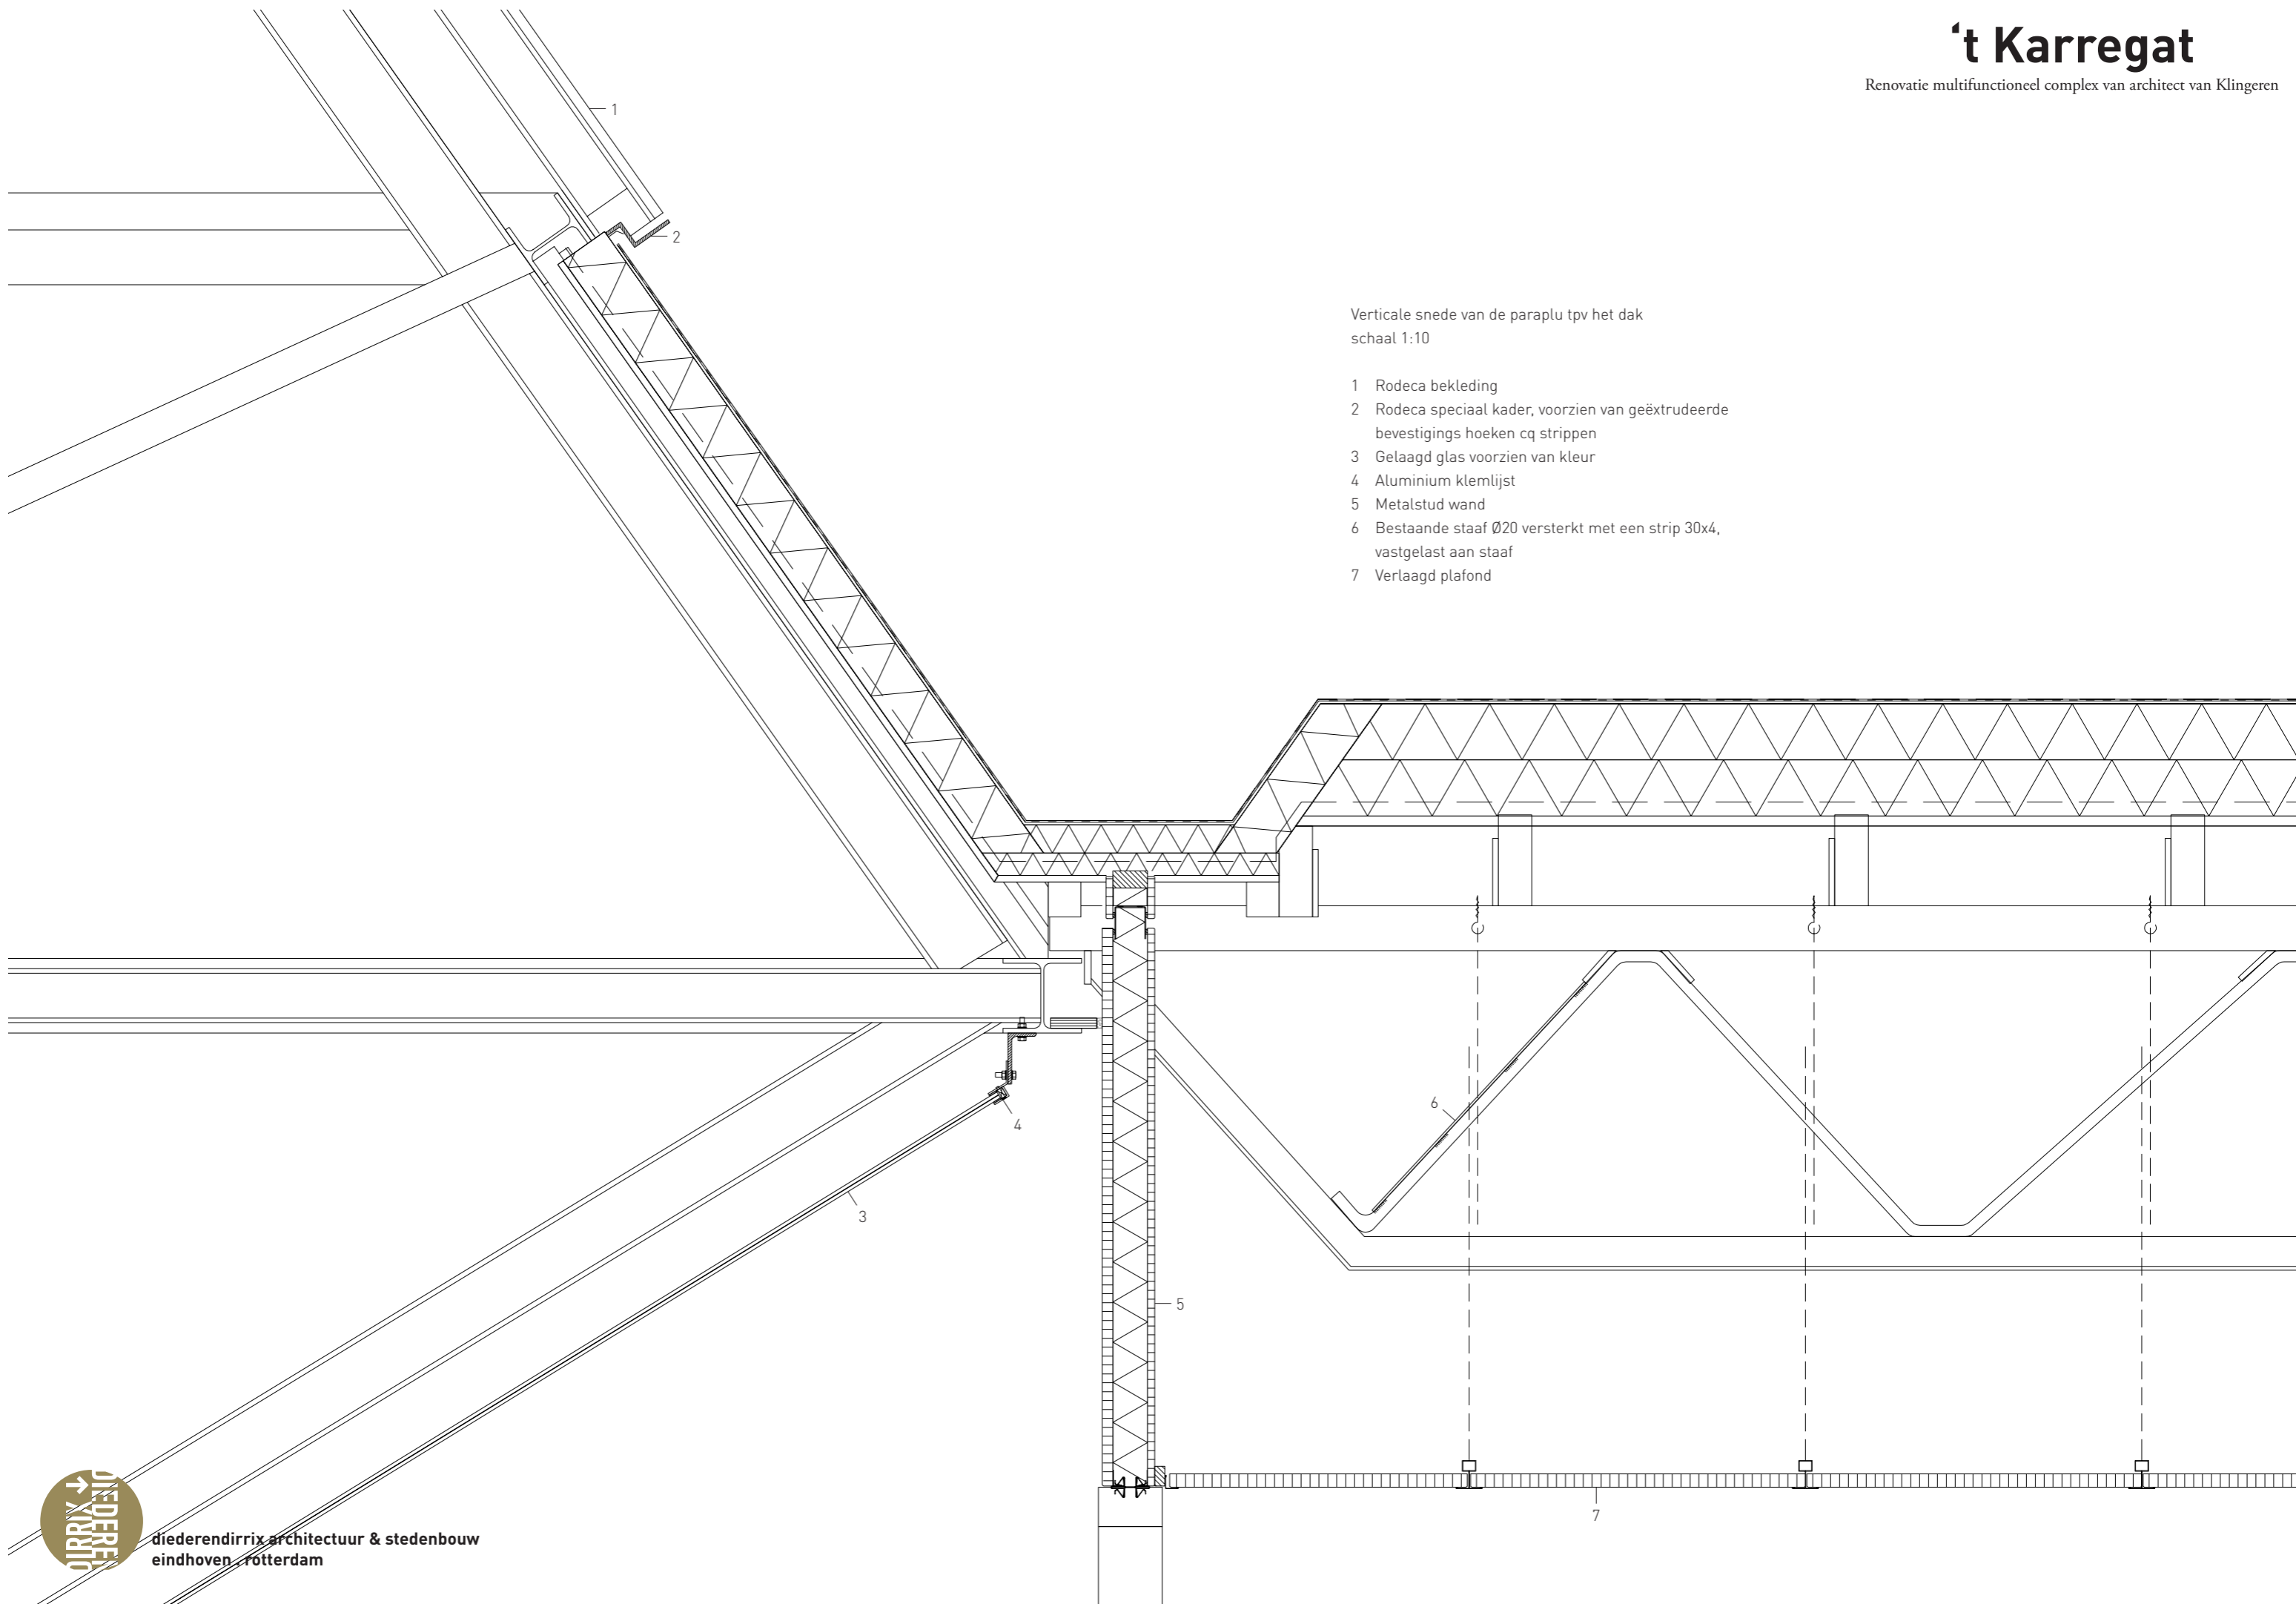 ‘t Karregat
Renovatie multifunctioneel complex van architect van Klingeren
1
2
Verticale snede van de paraplu tpv het dak
schaal 1:10
1 Rodeca bekleding
2 Rodeca speciaal kader, voorzien van geëxtrudeerde
bevestigings hoeken cq strippen
3 Gelaagd glas voorzien van kleur
4 Aluminium klemlijst
5 Metalstud wand
6 Bestaande staaf Ø20 versterkt met een strip 30x4,
vastgelast aan staaf
7 Verlaagd plafond
6
4
3
5
7
DIEDEREN
DIRRIX
diederendirrix architectuur & stedenbouw
eindhoven . rotterdam